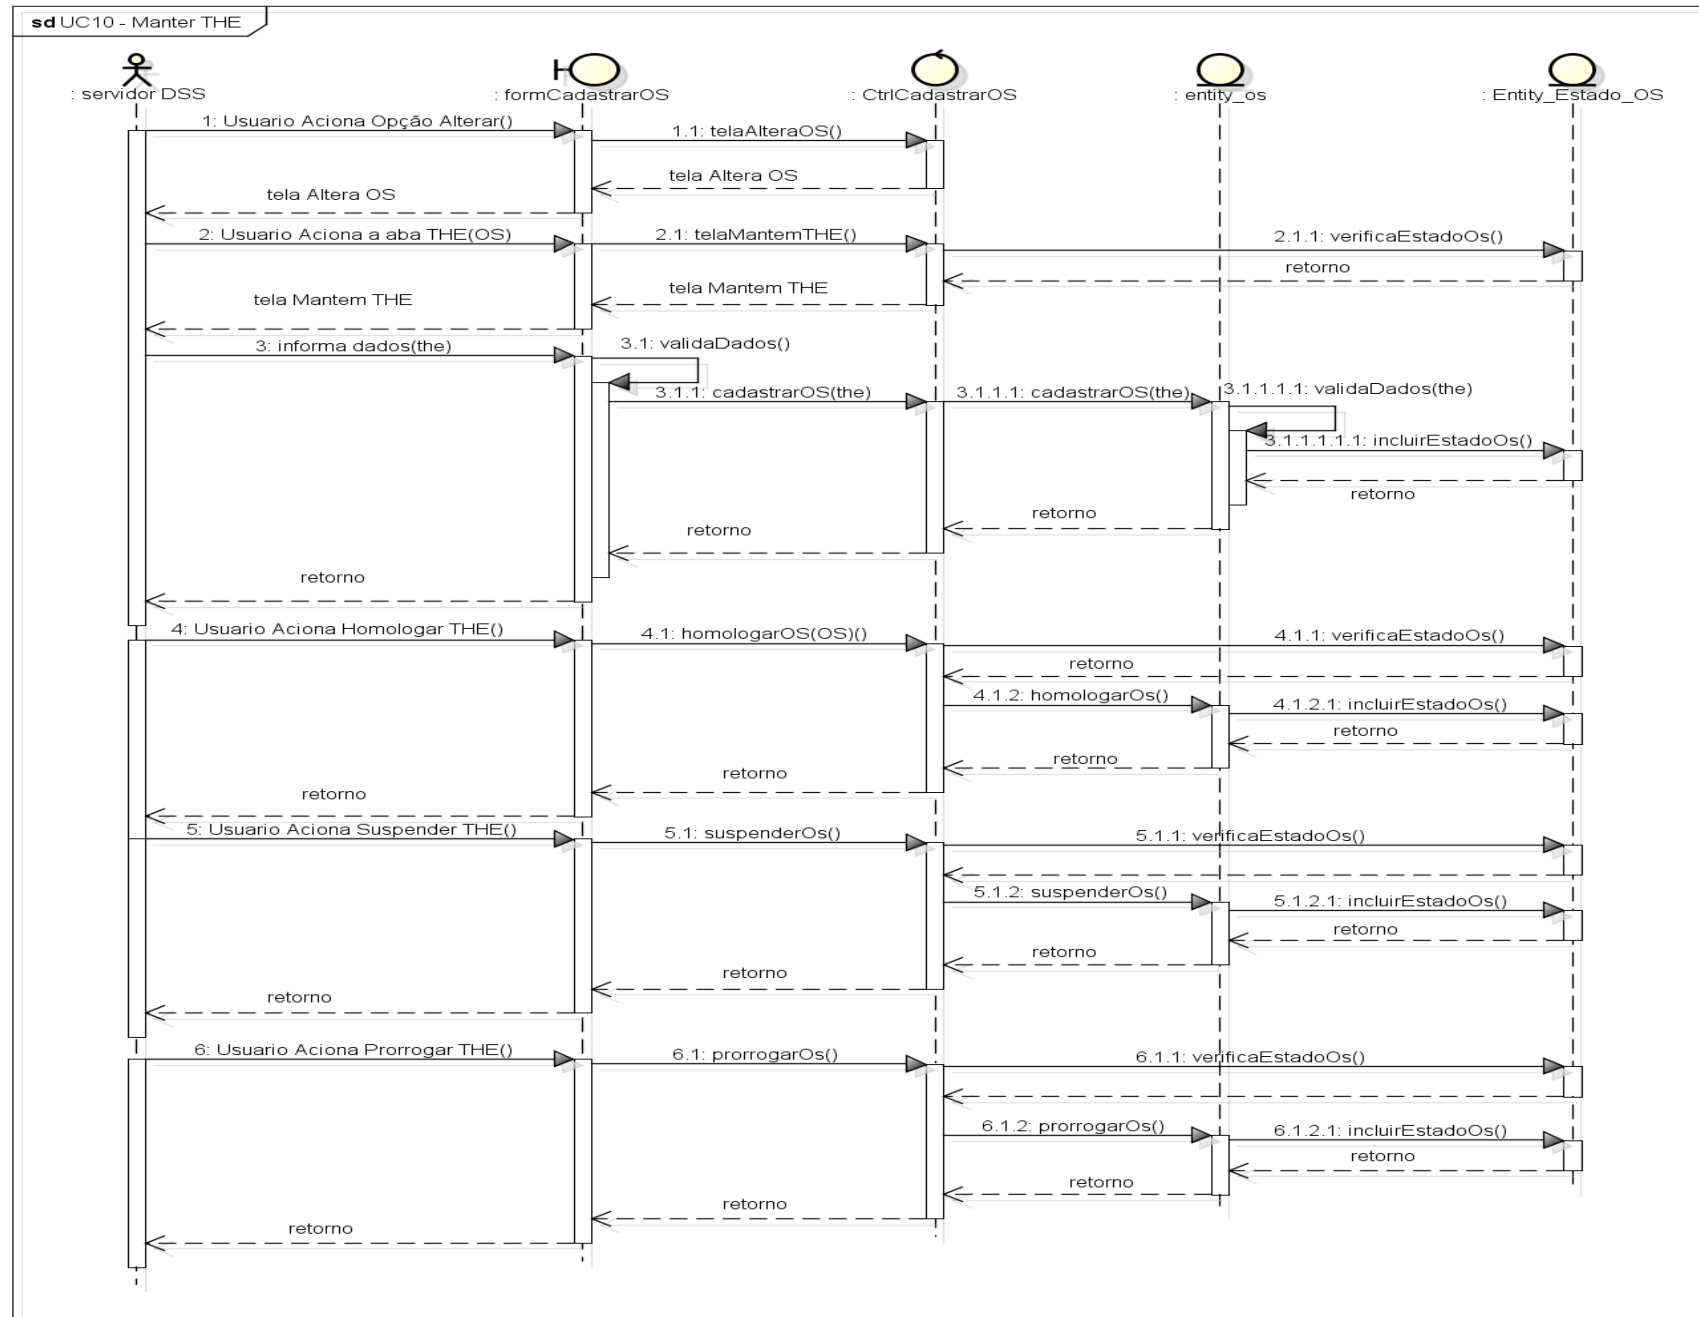 sd UC10 - Manter THE
: servidor DSS
: formCadastrarOS
: CtrlCadastrarOS
: entity_os
: Entity_Estado_OS
1: Usuario Aciona Opção Alterar()
1.1: telaAlteraOS()
tela Altera OS
tela Altera OS
2: Usuario Aciona a aba THE(OS)
2.1: telaMantemTHE()
2.1.1: verificaEstadoOs()
retorno
tela Mantem THE
tela Mantem THE
3: informa dados(the)
3.1: validaDados()
3.1.1: cadastrarOS(the)
3.1.1.1: cadastrarOS(the)
3.1.1.1.1: validaDados(the)
3.1.1.1.1.1: incluirEstadoOs()
retorno
retorno
retorno
retorno
4: Usuario Aciona Homologar THE()
4.1: homologarOS(OS)()
4.1.1: verificaEstadoOs()
retorno
4.1.2: homologarOs()
4.1.2.1: incluirEstadoOs()
retorno
retorno
retorno
retorno
5: Usuario Aciona Suspender THE()
5.1: suspenderOs()
5.1.1: verificaEstadoOs()
5.1.2: suspenderOs()
5.1.2.1: incluirEstadoOs()
retorno
retorno
retorno
retorno
6: Usuario Aciona Prorrogar THE()
6.1: prorrogarOs()
6.1.1: verificaEstadoOs()
6.1.2: prorrogarOs()
6.1.2.1: incluirEstadoOs()
retorno
retorno
retorno
retorno